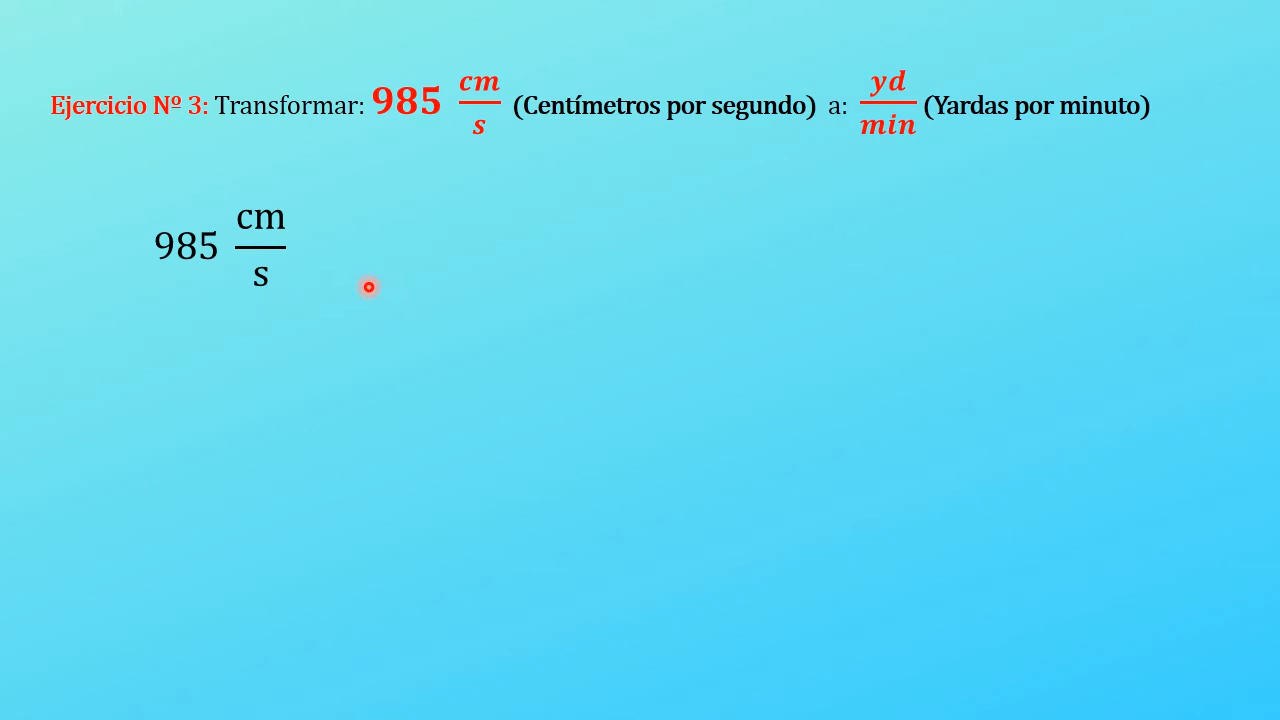 Ejercicio Nº 3: Transformar: 985 cm/s (Centímetros por segundo) a: yd/min (Yardas por minuto)
985 cm/s